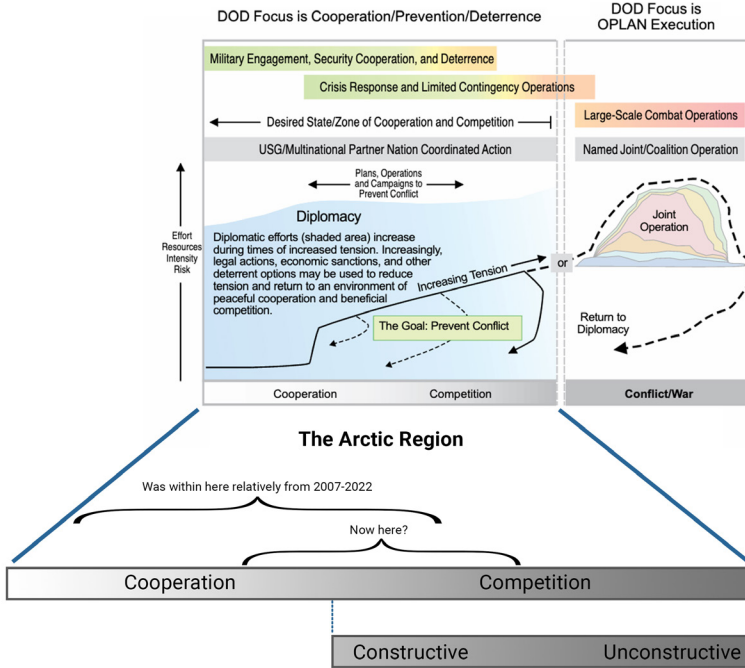 DOD Focus is Cooperation/Prevention/Deterrence
DOD Focus is
OPLAN Execution
Military Engagement, Security Cooperation, and Deterrence
Crisis Response and Limited Contingency Operations
Large-Scale Combat Operations
Desired State/Zone of Cooperation and Competition
USG/Multinational Partner Nation Coordinated Action
Named Joint/Coalition Operation
Plans, Operations
and Campaigns to
Prevent Conflict
Effort
Resources
Intensity
Risk
Diplomacy
Diplomatic efforts (shaded area) increase
during times of increased tension. Increasingly,
legal actions, economic sanctions, and other
deterrent options may be used to reduce
tension and return to an environment of
peaceful cooperation and beneficial
competition.
Increasing Tension
or
Joint
Operation
The Goal: Prevent Conflict
Return to
Diplomacy
Cooperation
Competition
Conflict/War
The Arctic Region
Was within here relatively from 2007-2022
Now here?
Cooperation
Competition
Constructive
Unconstructive